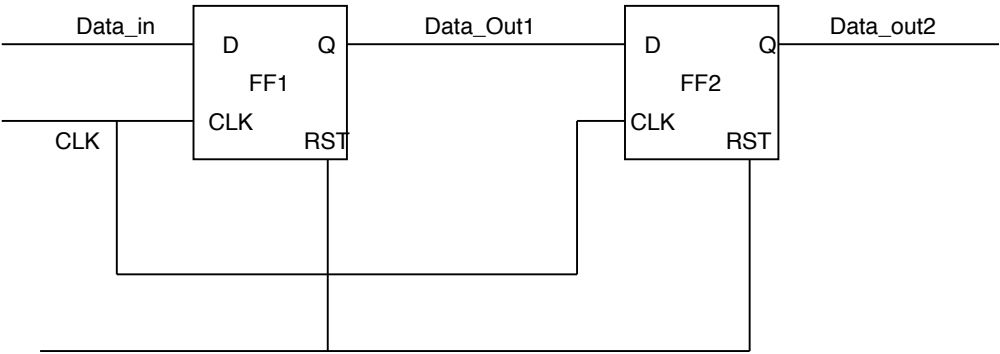 Data_in
Data_Out1
Data_out2
D
Q
D
Q
FF1
FF2
CLK
CLK
CLK
RST
RST